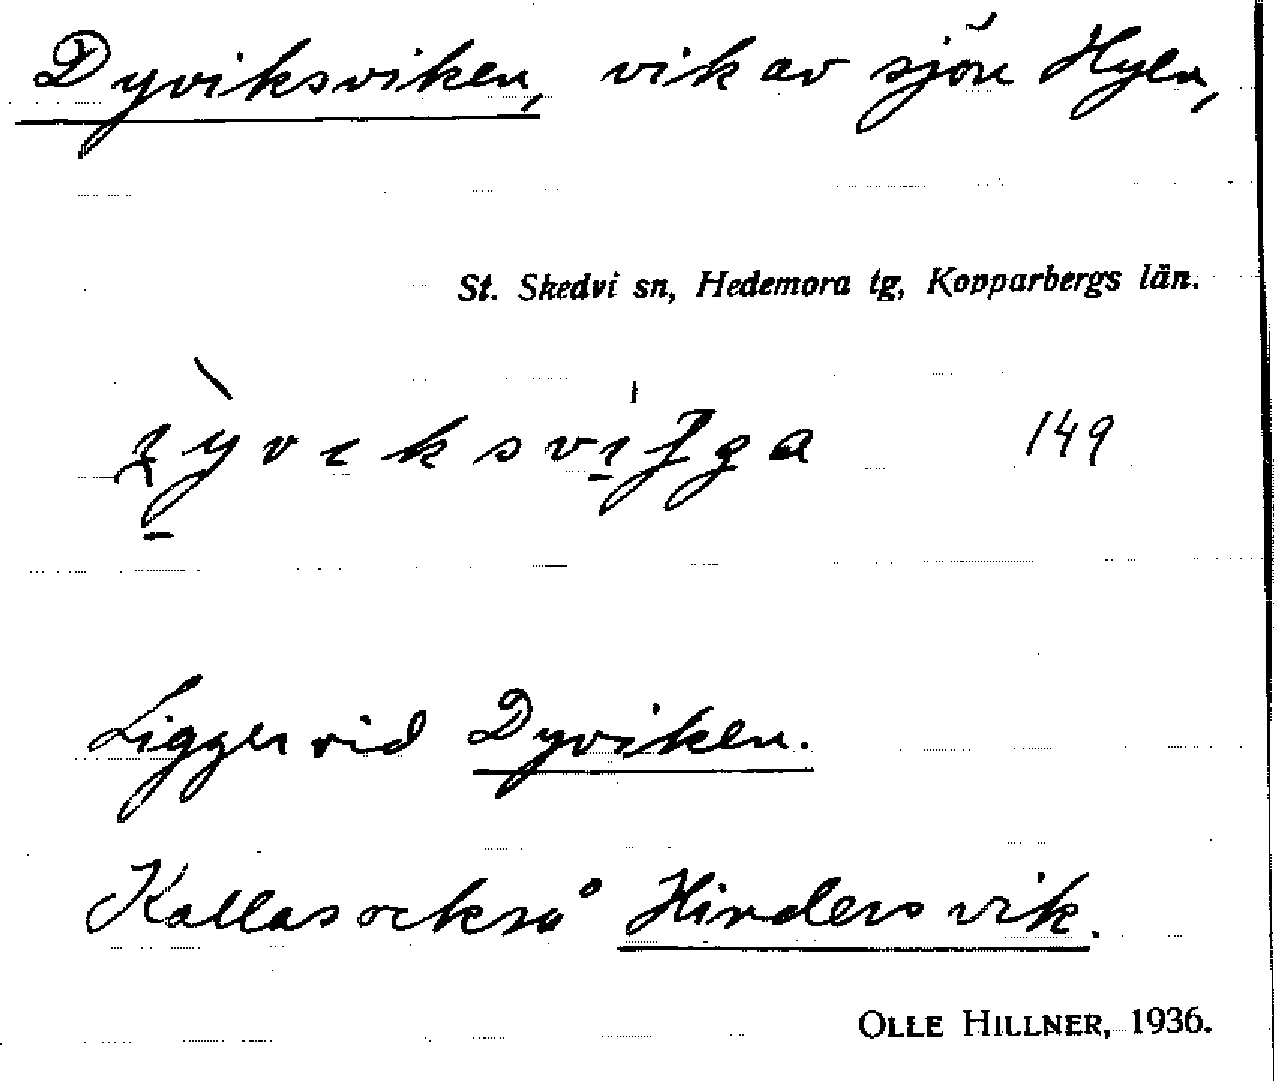 Dyviksviken, vik av sjön Hylen,
St. Skedvi sn, Hedemora tg, Kopparbergs län.
149
Ligger vid Dyviken.
Kallas också Hindersvik.
OLLE HILLNER, 1936.